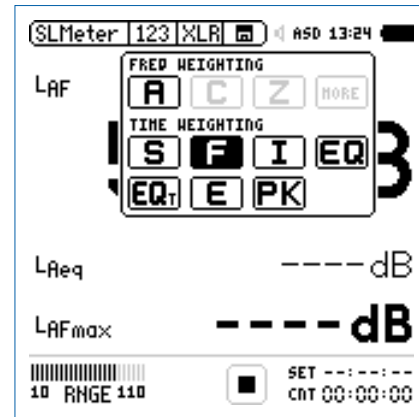 SLMeter 123 XLR ASD 13:24
FREQ WEIGHTING
A C Z MORE
LAF
TIME WEIGHTING
S F I EQ
EQT E PK
LAeq ----dB
LAFmax ----dB
SET --:--:--
10 RNGE 110
CNT 00:00:00